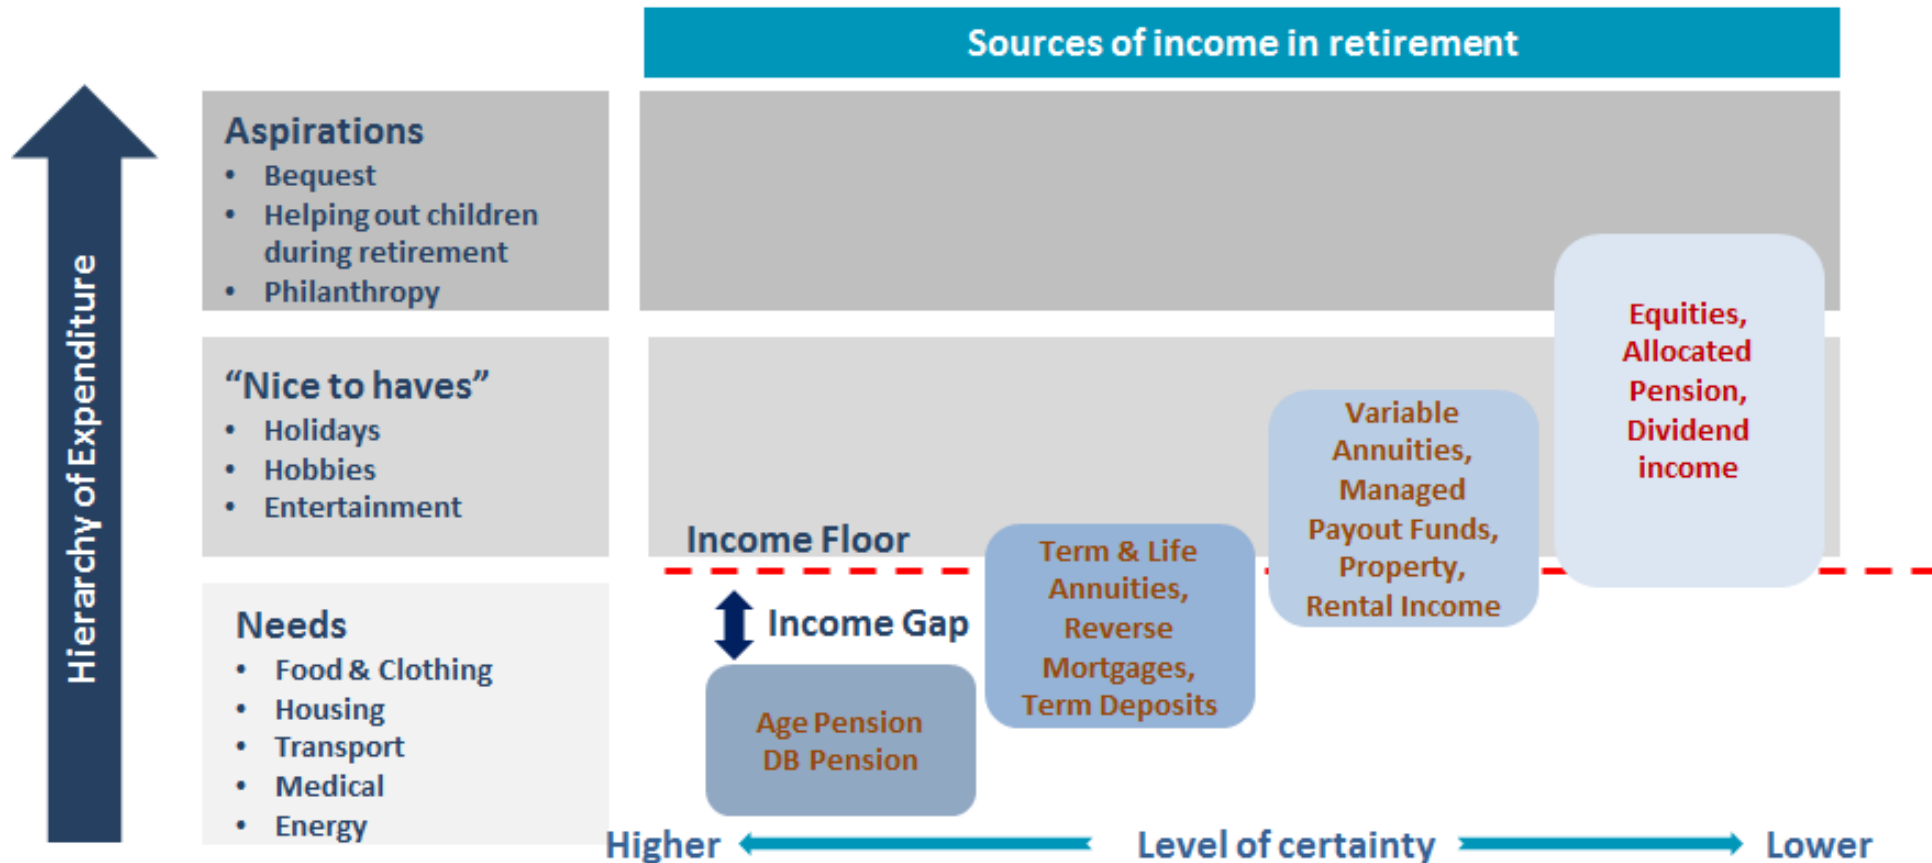 Sources of income in retirement
Hierarchy of Expenditure
Aspirations
• Bequest
• Helping out children
during retirement
• Philanthropy
“Nice to haves”
• Holidays
• Hobbies
• Entertainment
Needs
• Food & Clothing
• Housing
• Transport
• Medical
• Energy
Income Floor
Income Gap
Age Pension
DB Pension
Term & Life
Annuities,
Reverse
Mortgages,
Term Deposits
Variable
Annuities,
Managed
Payout Funds,
Property,
Rental Income
Equities,
Allocated
Pension,
Dividend
income
Higher
Level of certainty
Lower